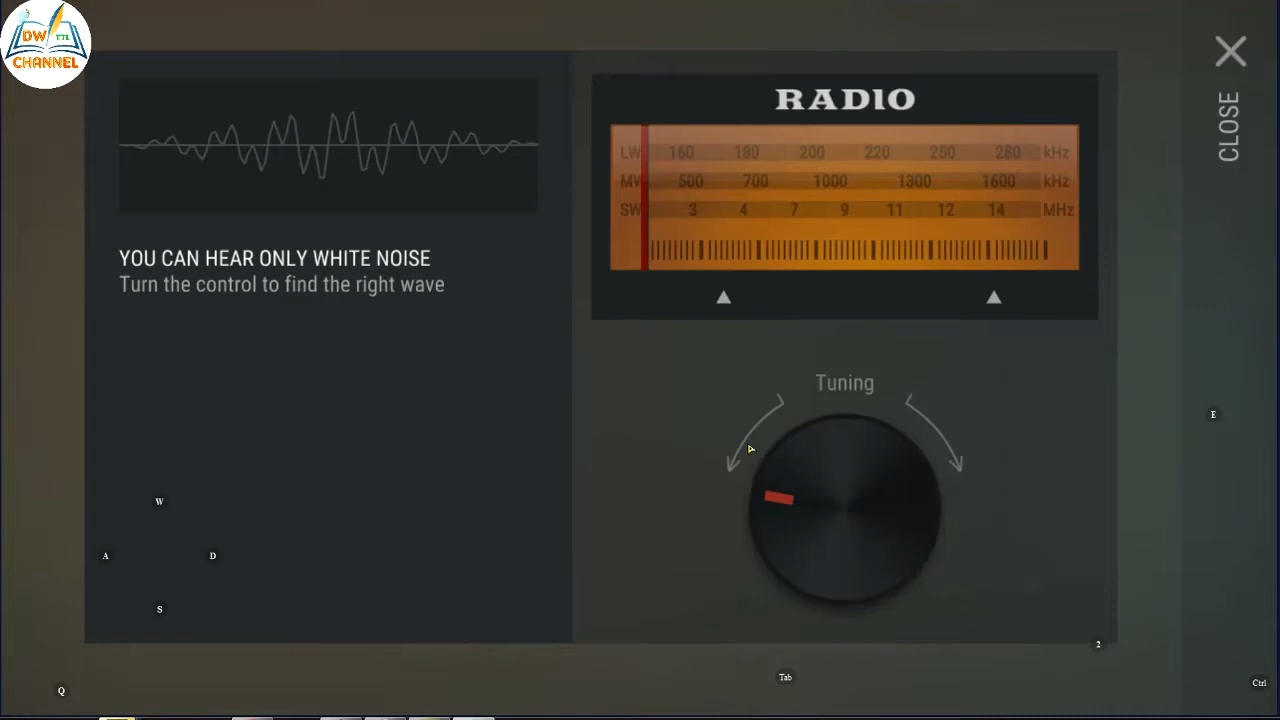 DW TTL
CHANNEL
CLOSE
RADIO
LW 160 180 200 220 250 280 kHz
MW 500 700 1000 1300 1600 kHz
SW 3 4 7 9 11 12 14 MHz
YOU CAN HEAR ONLY WHITE NOISE
Turn the control to find the right wave
Tuning
E
W
A D
S
2
Tab
Ctrl
Q